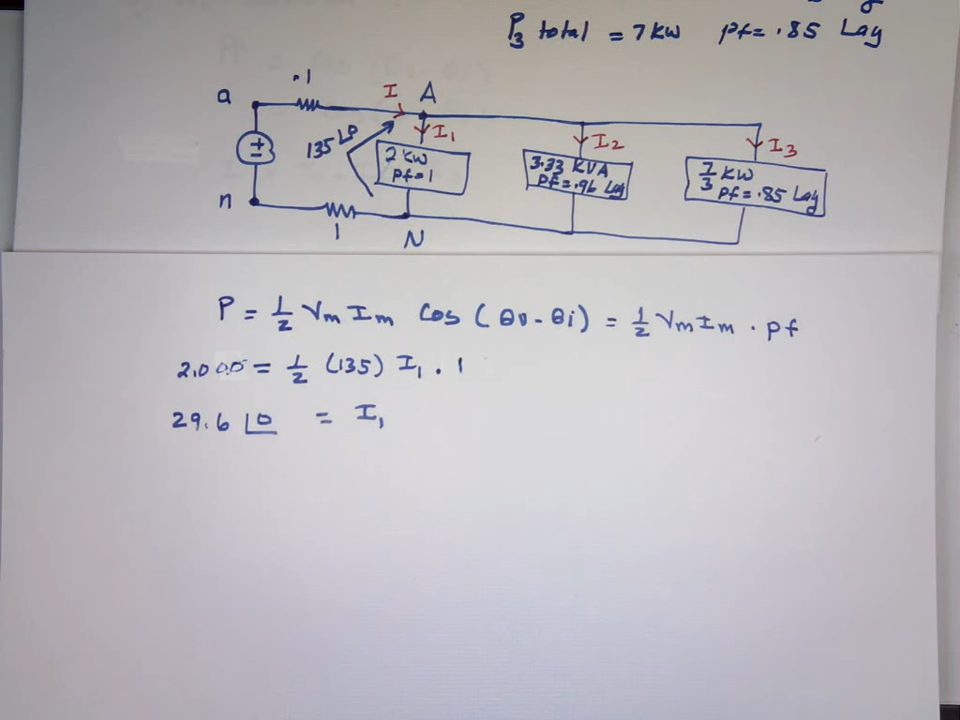 P3 total = 7 KW pf = .85 Lag
.1
a
I
A
135∠0
I1
I2
I3
2 KW
pf = 1
3.33 KVA
pf = .96 Lag
7/3 KW
pf = .85 Lag
n
1
N
P = 1/2 Vm Im Cos (θv - θi) = 1/2 Vm Im · pf
2,000 = 1/2 (135) I1 . 1
29.6 ∠0 = I1